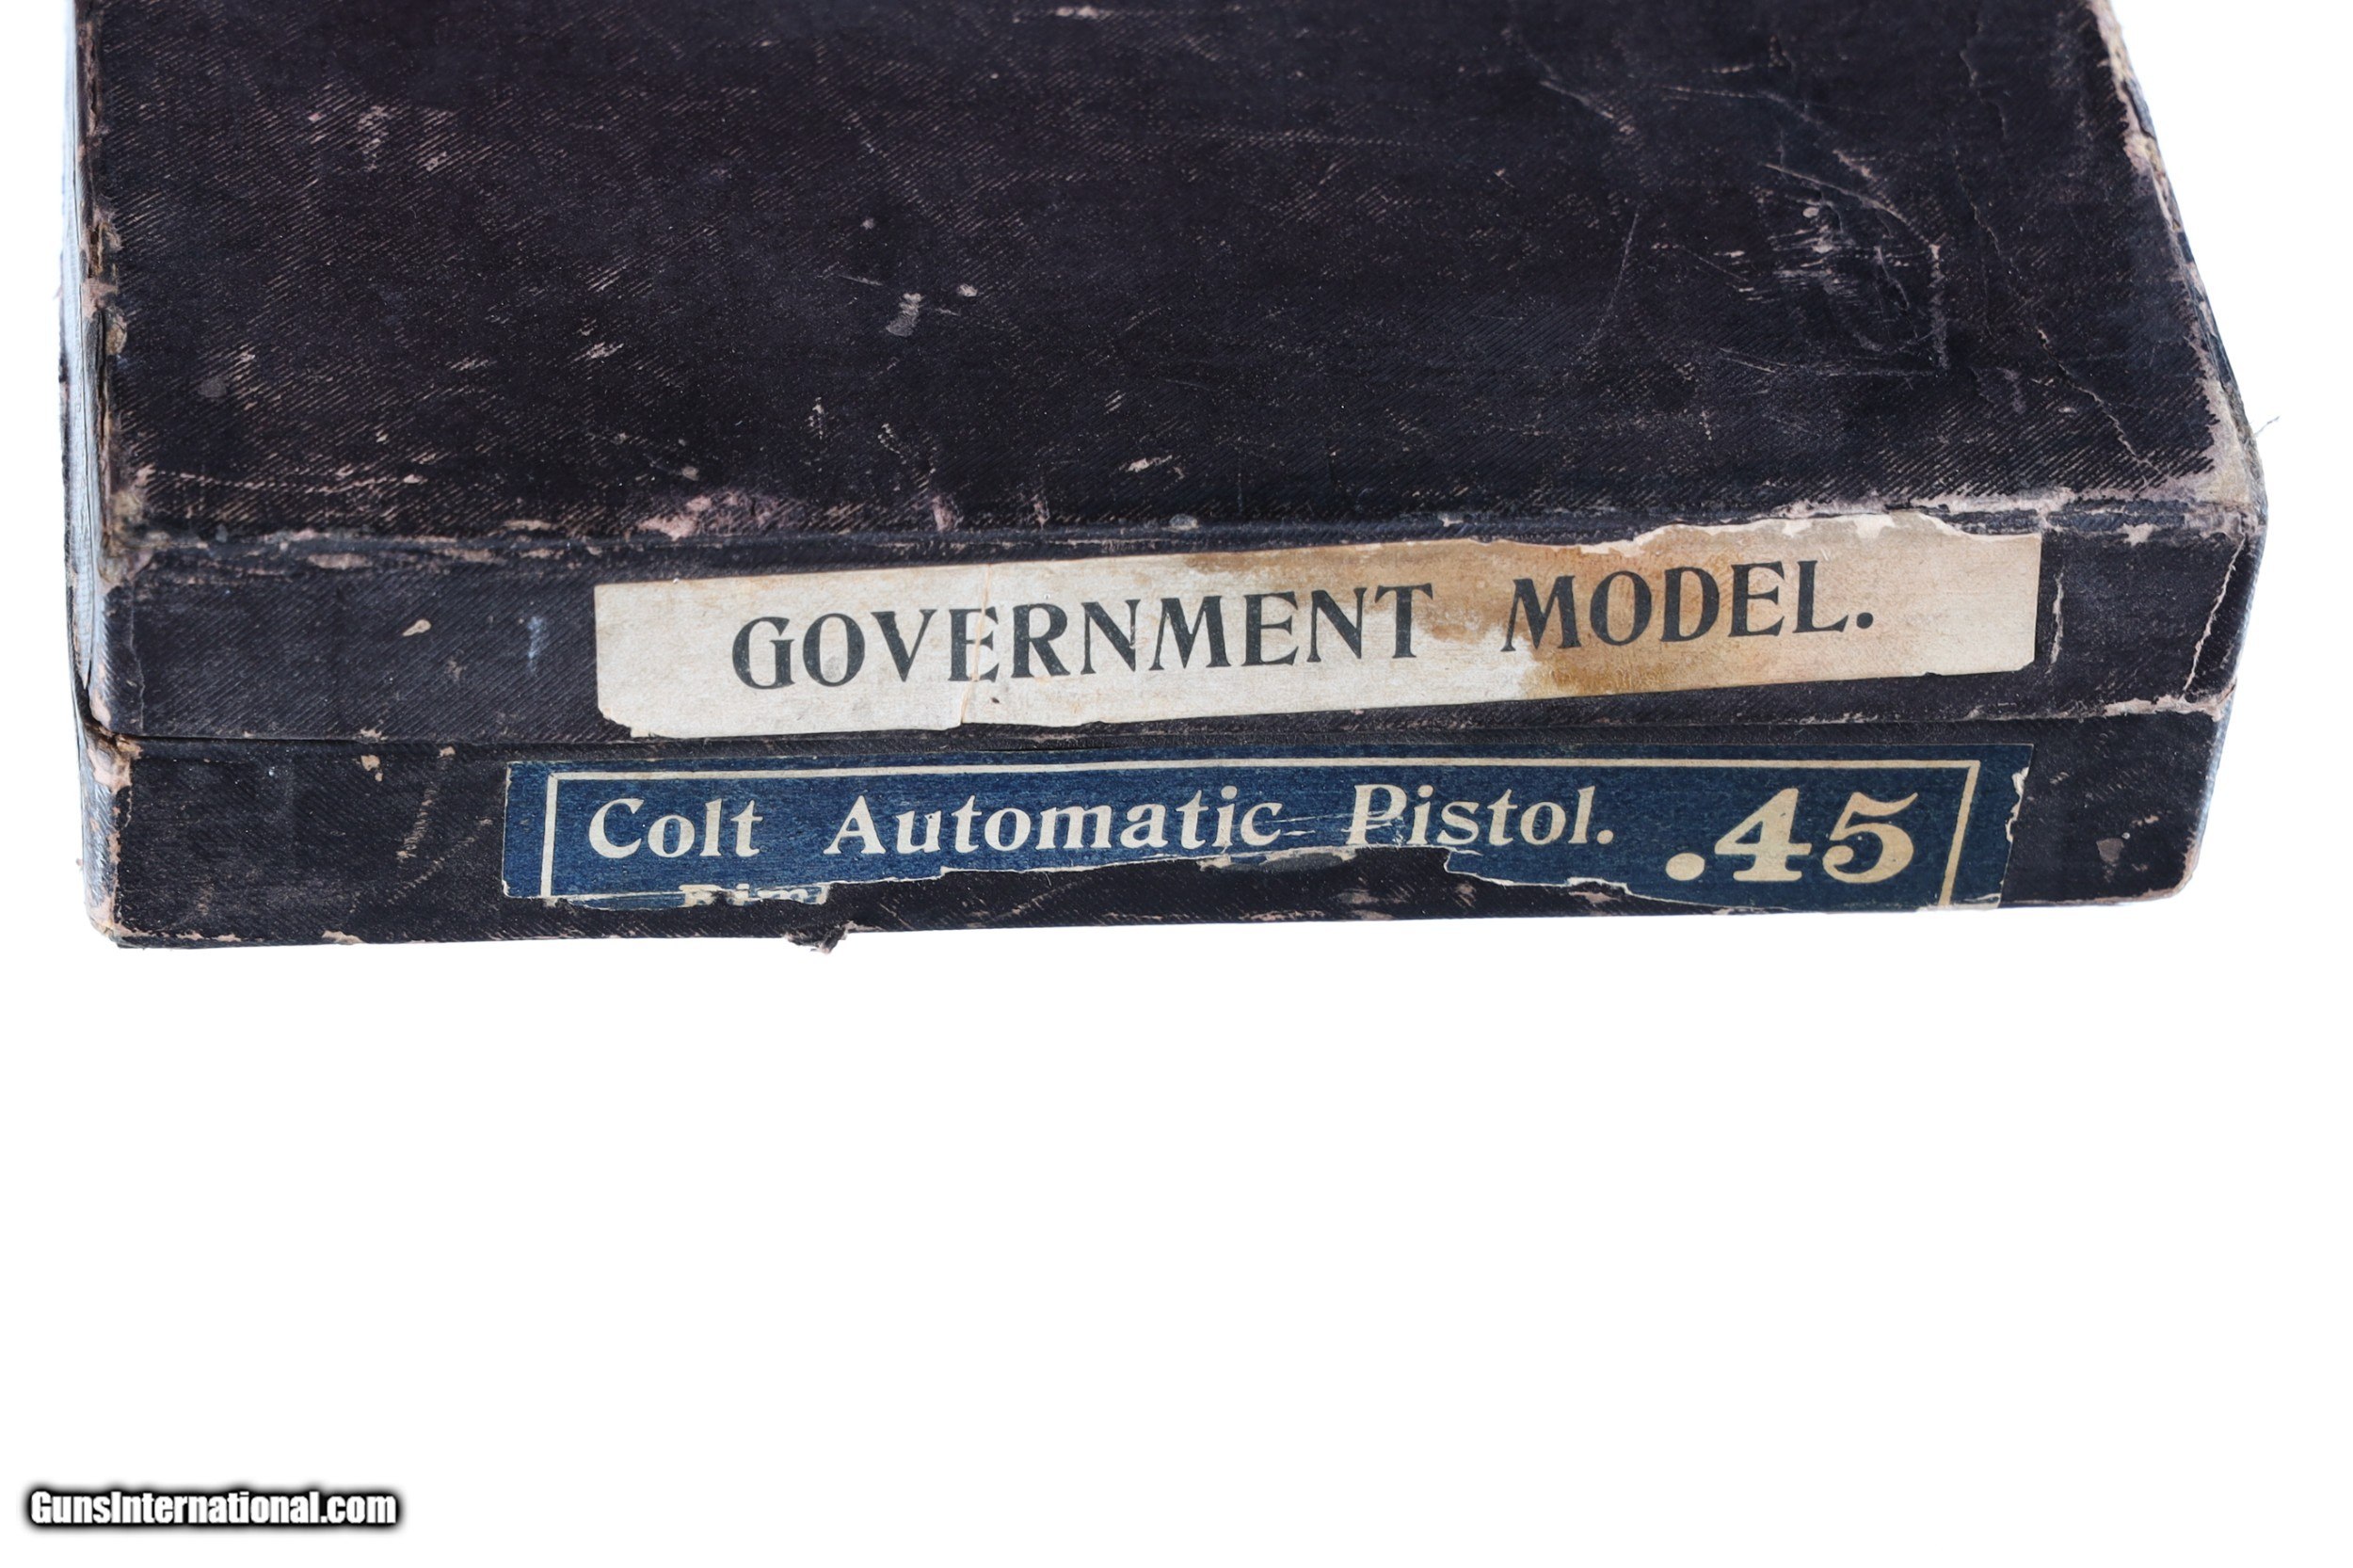 GOVERNMENT MODEL.
Colt Automatic Pistol. .45
GunsInternational.com